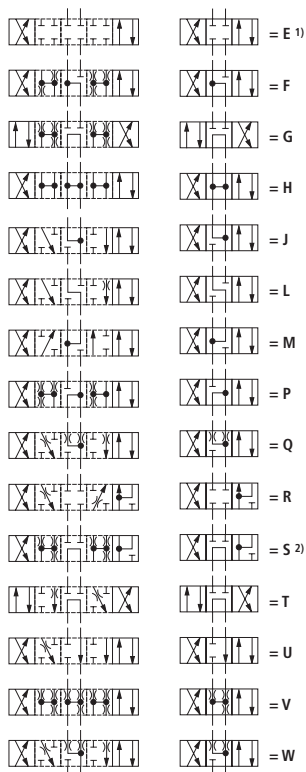 = E 1)
= F
= G
= H
= J
= L
= M
= P
= Q
= R
= S 2)
= T
= U
= V
= W